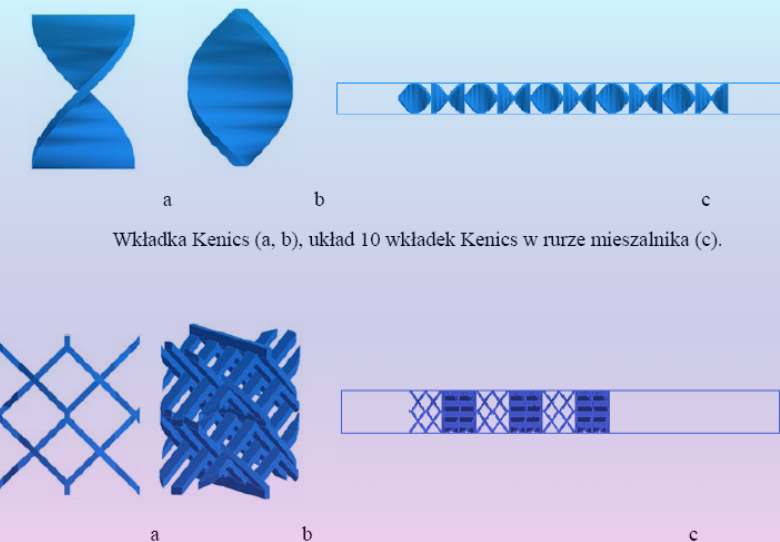 a b c
Wkładka Kenics (a, b), układ 10 wkładek Kenics w rurze mieszalnika (c).
a b c